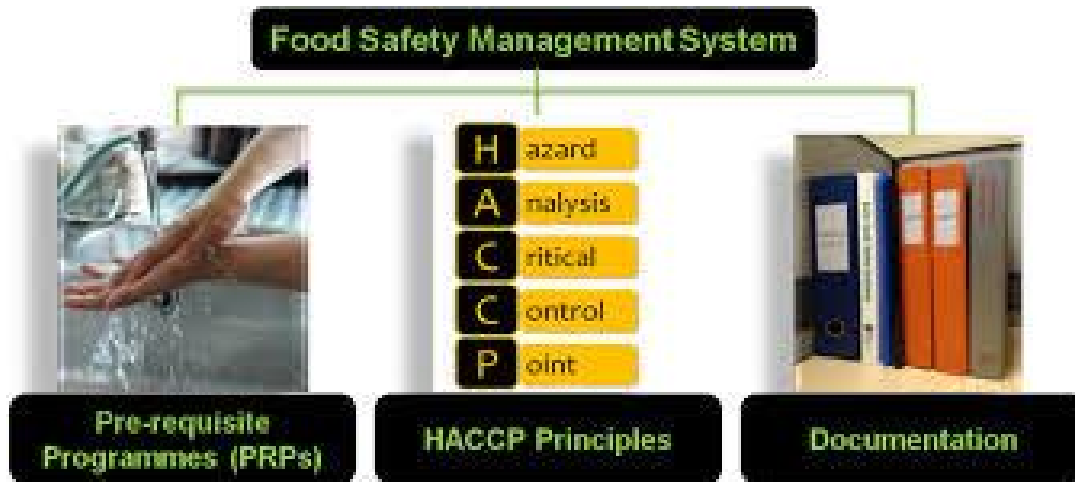 Food Safety Management System
H azard
A nalysis
C ritical
C ontrol
P oint
Pre-requisite
Programmes (PRPs)
HACCP Principles
Documentation